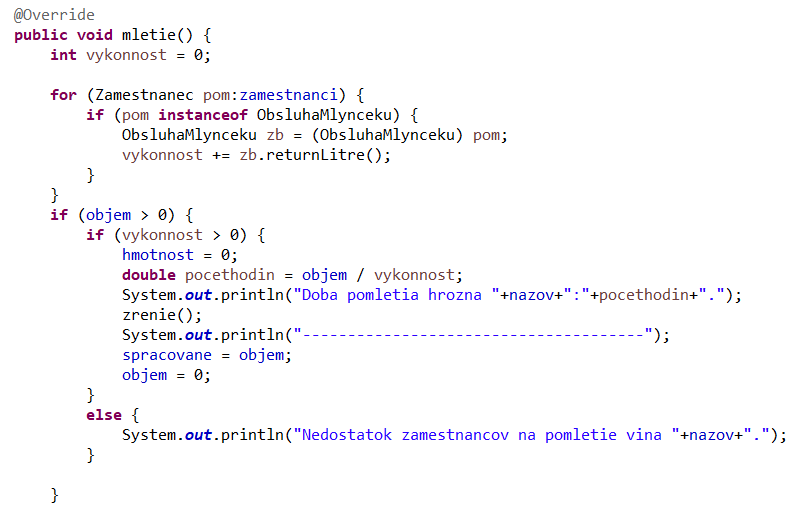 @Override
public void mletie() {
    int vykonnost = 0;

    for (Zamestnanec pom:zamestnanci) {
        if (pom instanceof ObsluhaMlynceku) {
            ObsluhaMlynceku zb = (ObsluhaMlynceku) pom;
            vykonnost += zb.returnLitre();
        }
    }
    if (objem > 0) {
        if (vykonnost > 0) {
            hmotnost = 0;
            double pocethodin = objem / vykonnost;
            System.out.println("Doba pomletia hrozna "+nazov+":"+pocethodin+".");
            zrenie();
            System.out.println("--------------------------------------");
            spracovane = objem;
            objem = 0;
        }
        else {
            System.out.println("Nedostatok zamestnancov na pomletie vina "+nazov+".");
        }

    }